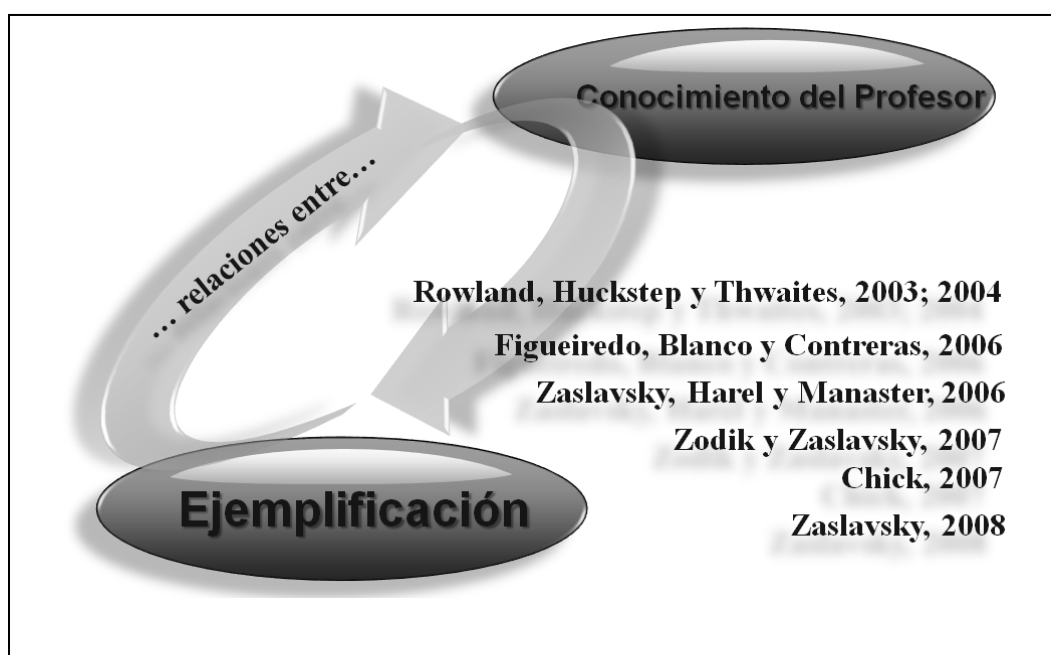 Conocimiento del Profesor
... relaciones entre...
Rowland, Huckstep y Thwaites, 2003; 2004
Figueiredo, Blanco y Contreras, 2006
Zaslavsky, Harel y Manaster, 2006
Zodik y Zaslavsky, 2007
Chick, 2007
Zaslavsky, 2008
Ejemplificación